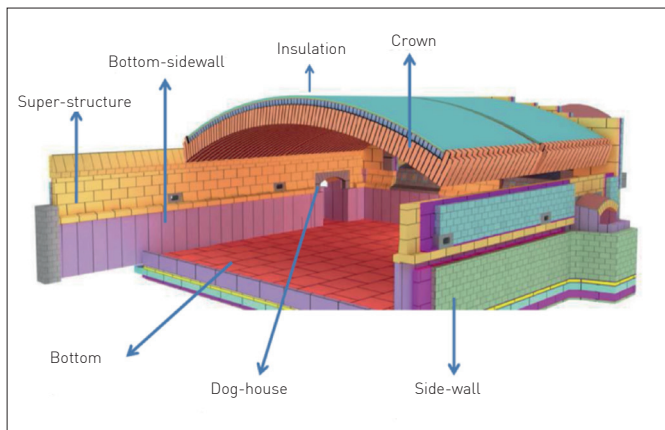 Insulation
Crown
Bottom-sidewall
Super-structure
Bottom
Dog-house
Side-wall